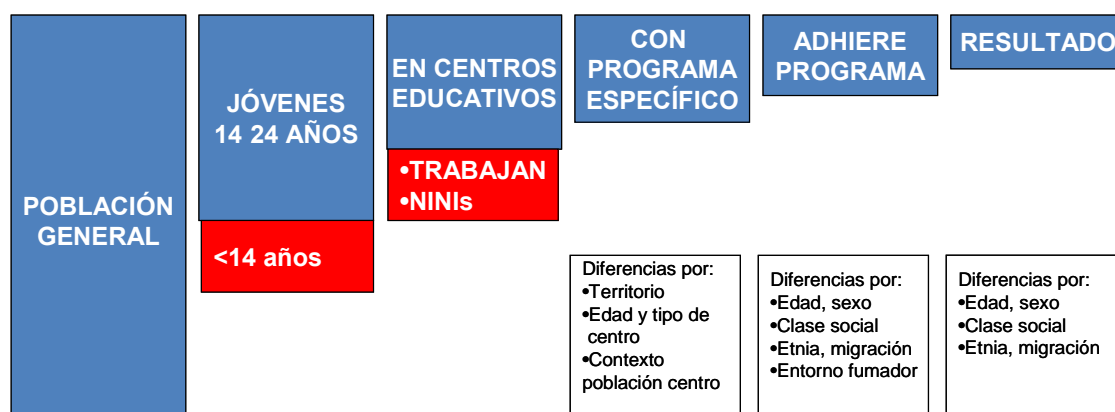 POBLACIÓN
GENERAL
JÓVENES
14 24 AÑOS
<14 años
EN CENTROS
EDUCATIVOS
•TRABAJAN
•NINIs
CON
PROGRAMA
ESPECÍFICO
ADHIERE
PROGRAMA
RESULTADO
Diferencias por:
•Territorio
•Edad y tipo de
centro
•Contexto
población centro
Diferencias por:
•Edad, sexo
•Clase social
•Etnia, migración
•Entorno fumador
Diferencias por:
•Edad, sexo
•Clase social
•Etnia, migración